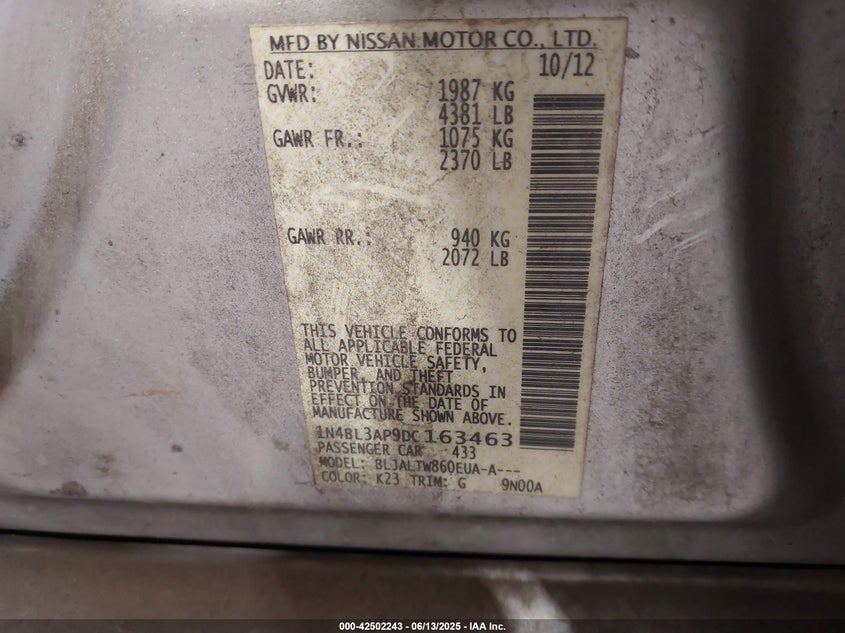 MFD BY NISSAN MOTOR CO., LTD.
DATE: 10/12
GVWR: 1987 KG
4381 LB
GAWR FR.: 1075 KG
2370 LB
GAWR RR.: 940 KG
2072 LB
THIS VEHICLE CONFORMS TO
ALL APPLICABLE FEDERAL
MOTOR VEHICLE SAFETY,
BUMPER, AND THEFT
PREVENTION STANDARDS IN
EFFECT ON THE DATE OF
MANUFACTURE SHOWN ABOVE.
1N4BL3AP9DC163463
PASSENGER CAR 433
MODEL: BLJALTW860EUA-A---
COLOR: K23 TRIM: G 9N00A
000-42502243 - 06/13/2025 - IAA Inc.